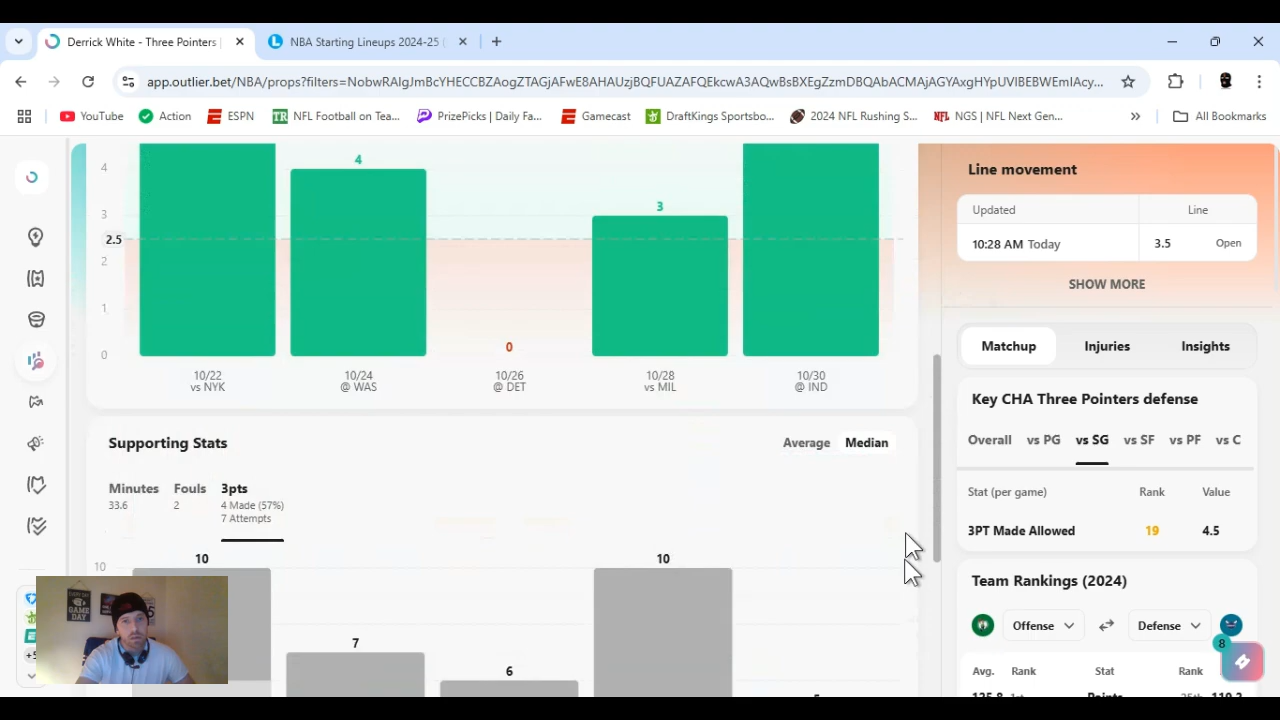 Derrick White - Three Pointers
NBA Starting Lineups 2024-25
app.outlier.bet/NBA/props?filters=NobwRAlgJmBcYHECCBZAogZTAGjAFwE8AHAUzjBQFUAZAFQEkcwA3AQwBsBXEgZzmDBQAbACMAjAGYAxgHYpUVIBEBWEmIAcy...
YouTube
Action
ESPN
NFL Football on Tea...
PrizePicks | Daily Fa...
Gamecast
DraftKings Sportsbo...
2024 NFL Rushing S...
NGS | NFL Next Gen...
All Bookmarks
4
3
2.5
2
1
0
4
0
3
10/22
vs NYK
10/24
@ WAS
10/26
@ DET
10/28
vs MIL
10/30
@ IND
Supporting Stats
Average Median
Minutes Fouls 3pts
33.6 2 4 Made (57%)
7 Attempts
10
10
7
6
10
Line movement
Updated Line
10:28 AM Today 3.5 Open
SHOW MORE
Matchup Injuries Insights
Key CHA Three Pointers defense
Overall vs PG vs SG vs SF vs PF vs C
Stat (per game) Rank Value
3PT Made Allowed 19 4.5
Team Rankings (2024)
Offense Defense
8
Avg. Rank Stat Rank
GAME DAY